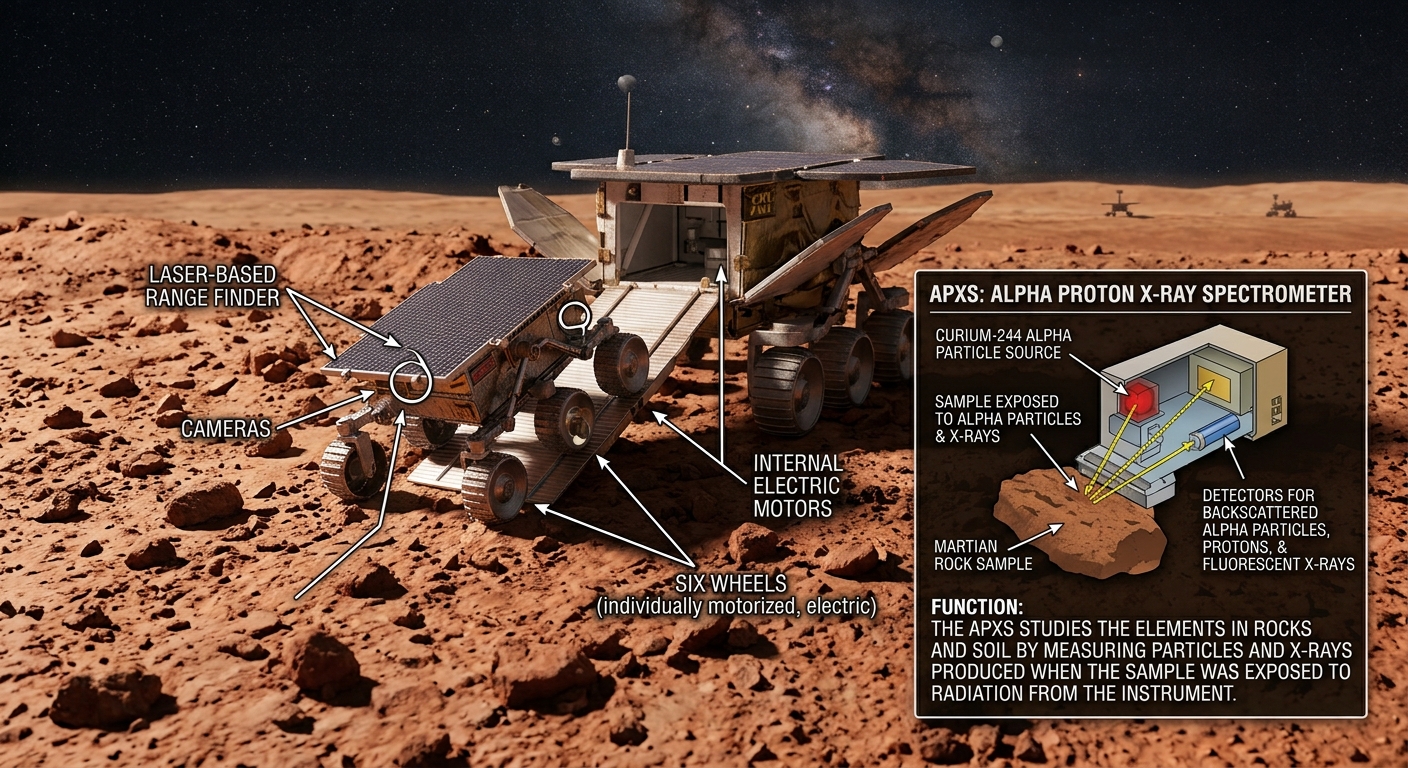 LASER-BASED
RANGE FINDER
CAMERAS
INTERNAL
ELECTRIC
MOTORS
SIX WHEELS
(individually motorized, electric)
APXS: ALPHA PROTON X-RAY SPECTROMETER
CURIUM-244 ALPHA
PARTICLE SOURCE
SAMPLE EXPOSED
TO ALPHA PARTICLES
& X-RAYS
MARTIAN
ROCK SAMPLE
DETECTORS FOR
BACKSCATTERED
ALPHA PARTICLES,
PROTONS, &
FLUORESCENT X-RAYS
FUNCTION:
THE APXS STUDIES THE ELEMENTS IN ROCKS
AND SOIL BY MEASURING PARTICLES AND X-RAYS
PRODUCED WHEN THE SAMPLE WAS EXPOSED TO
RADIATION FROM THE INSTRUMENT.